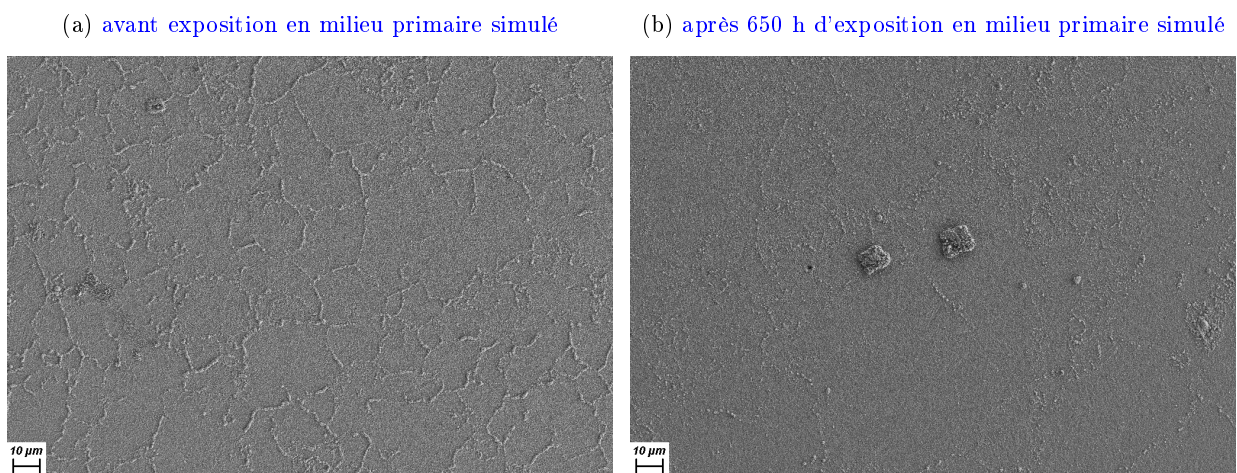 (a) avant exposition en milieu primaire simulé
(b) après 650 h d'exposition en milieu primaire simulé
10 µm
10 µm